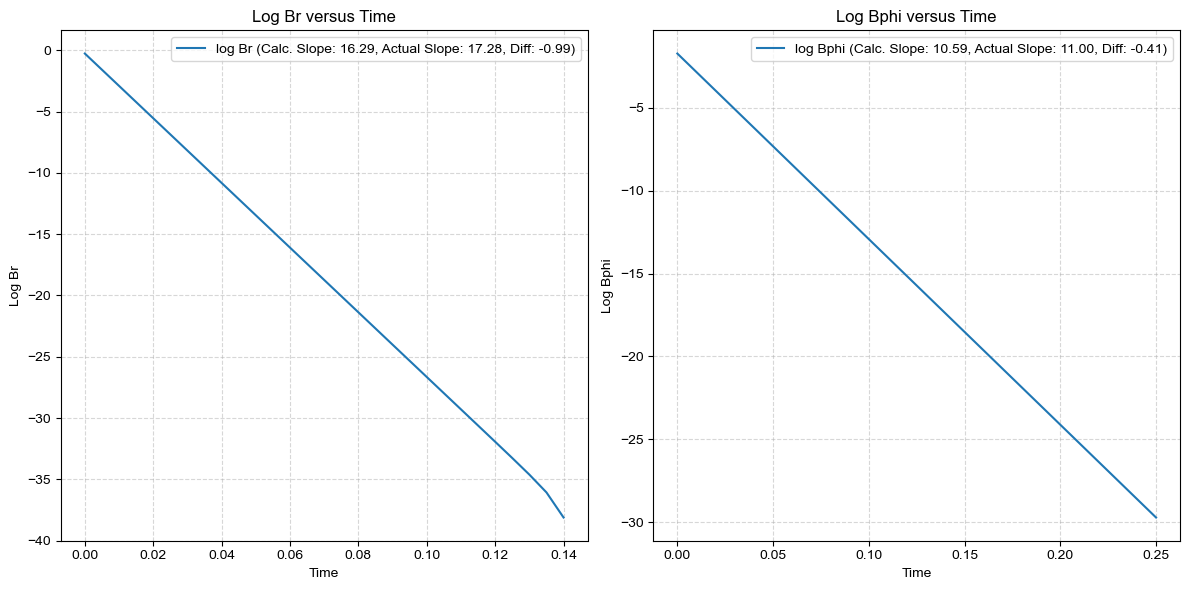 Log Br versus Time
log Br (Calc. Slope: 16.29, Actual Slope: 17.28, Diff: -0.99)
Log Br
0
−5
−10
−15
−20
−25
−30
−35
−40
0.00 0.02 0.04 0.06 0.08 0.10 0.12 0.14
Time
Log Bphi versus Time
log Bphi (Calc. Slope: 10.59, Actual Slope: 11.00, Diff: -0.41)
Log Bphi
−5
−10
−15
−20
−25
−30
0.00 0.05 0.10 0.15 0.20 0.25
Time